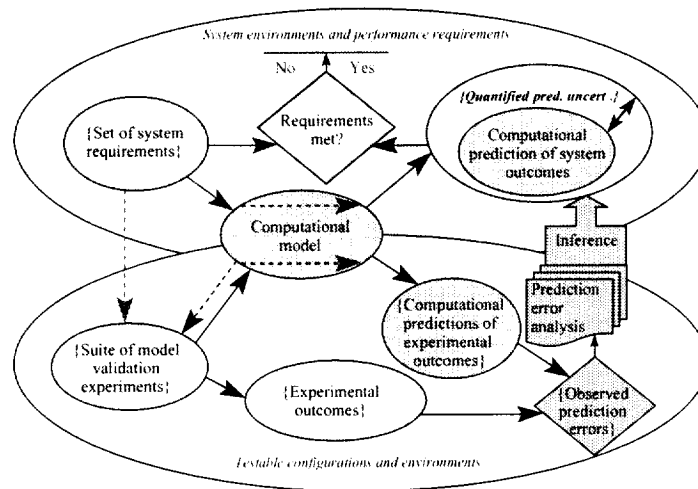 System environments and performance requirements
No Yes
{Quantified pred. uncert .}
Requirements
met?
{Set of system
requirements}
Computational
prediction of system
outcomes
Computational
model
Inference
Prediction
error
analysis
{Computational
predictions of
experimental
outcomes}
{Suite of model
validation
experiments}
{Experimental
outcomes}
{Observed
prediction
errors}
Testable configurations and environments